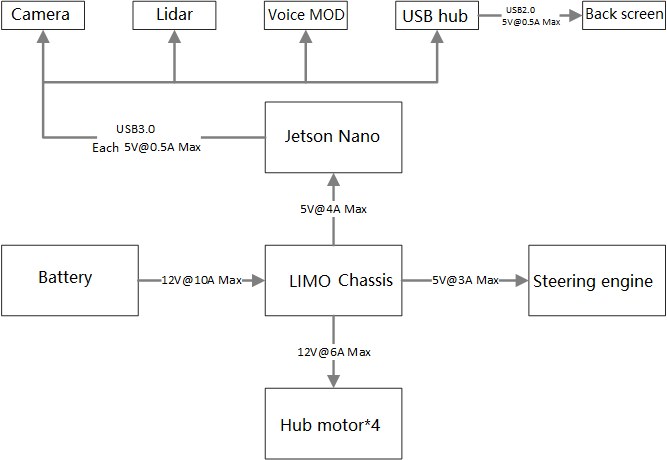 Camera
Lidar
Voice MOD
USB hub
USB2.0
5V@0.5A Max
Back screen
USB3.0
Each 5V@0.5A Max
Jetson Nano
5V@4A Max
Battery
12V@10A Max
LIMO Chassis
5V@3A Max
Steering engine
12V@6A Max
Hub motor*4